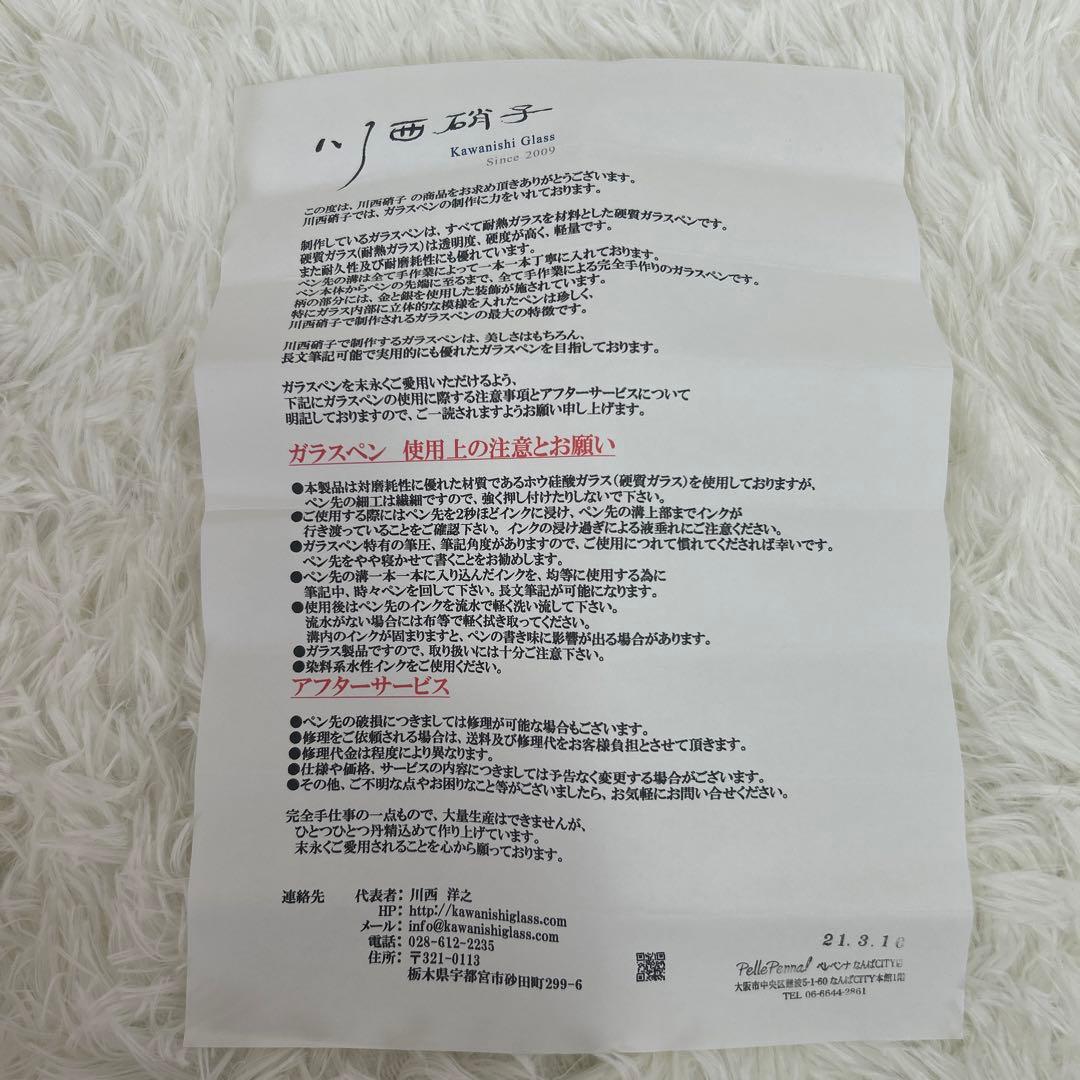 川西硝子
Kawanishi Glass
Since 2009
この度は、川西硝子 の商品をお求め頂きありがとうございます。
川西硝子では、ガラスペンの制作に力をいれております。
制作しているガラスペンは、すべて耐熱ガラスを材料とした硬質ガラスペンです。
硬質ガラス(耐熱ガラス)は透明度、硬度が高く、軽量です。
また耐久性及び耐磨耗性にも優れています。
ペン先の溝は全て手作業によって一本一本丁寧に入れております。
ペン本体からペンの先端に至るまで、全て手作業による完全手作りのガラスペンです。
柄の部分には、金と銀を使用した装飾が施されています。
特にガラス内部に立体的な模様を入れたペンは珍しく、
川西硝子で制作されるガラスペンの最大の特徴です。
川西硝子で制作するガラスペンは、美しさはもちろん、
長文筆記可能で実用的にも優れたガラスペンを目指しております。
ガラスペンを末永くご愛用いただけるよう、
下記にガラスペンの使用に際する注意事項とアフターサービスについて
明記しておりますので、ご一読されますようお願い申し上げます。
ガラスペン 使用上の注意とお願い
●本製品は対磨耗性に優れた材質であるホウ硅酸ガラス(硬質ガラス)を使用しておりますが、
ペン先の細工は繊細ですので、強く押し付けたりしないで下さい。
●ご使用する際にはペン先を2秒ほどインクに浸け、ペン先の溝上部までインクが
行き渡っていることをご確認下さい。インクの浸け過ぎによる液垂れにご注意ください。
●ガラスペン特有の筆圧、筆記角度がありますので、ご使用につれて慣れてくだされば幸いです。
ペン先をやや寝かせて書くことをお勧めします。
●ペン先の溝一本一本に入り込んだインクを、均等に使用する為に
筆記中、時々ペンを回して下さい。長文筆記が可能になります。
●使用後はペン先のインクを流水で軽く洗い流して下さい。
流水がない場合には布等で軽く拭き取ってください。
溝内のインクが固まりますと、ペンの書き味に影響が出る場合があります。
●ガラス製品ですので、取り扱いには十分ご注意下さい。
●染料系水性インクをご使用ください。
アフターサービス
●ペン先の破損につきましては修理が可能な場合もございます。
●修理をご依頼される場合は、送料及び修理代をお客様負担とさせて頂きます。
●修理代金は程度により異なります。
●仕様や価格、サービスの内容につきましては予告なく変更する場合がございます。
●その他、ご不明な点やお困りなこと等がございましたら、お気軽にお問い合せください。
完全手仕事の一点もので、大量生産はできませんが、
ひとつひとつ丹精込めて作り上げています。
末永くご愛用されることを心から願っております。
連絡先 代表者: 川西 洋之
HP: http://kawanishiglass.com
メール: info@kawanishiglass.com
電話: 028-612-2235
住所: 〒321-0113
栃木県宇都宮市砂田町299-6
21.3.1
PellePenna! ペレペンナ なんばCITY店
大阪市中央区難波5-1-60 なんばCITY本館1階
TEL 06-6644-2861